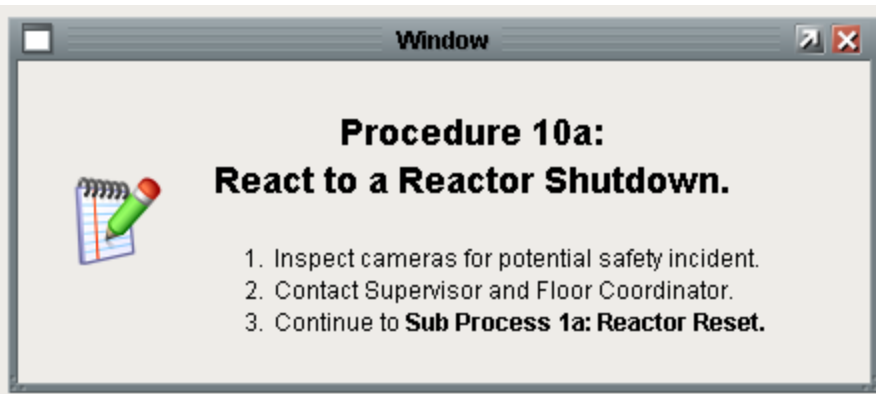 Window
Procedure 10a:
React to a Reactor Shutdown.
1. Inspect cameras for potential safety incident.
2. Contact Supervisor and Floor Coordinator.
3. Continue to Sub Process 1a: Reactor Reset.